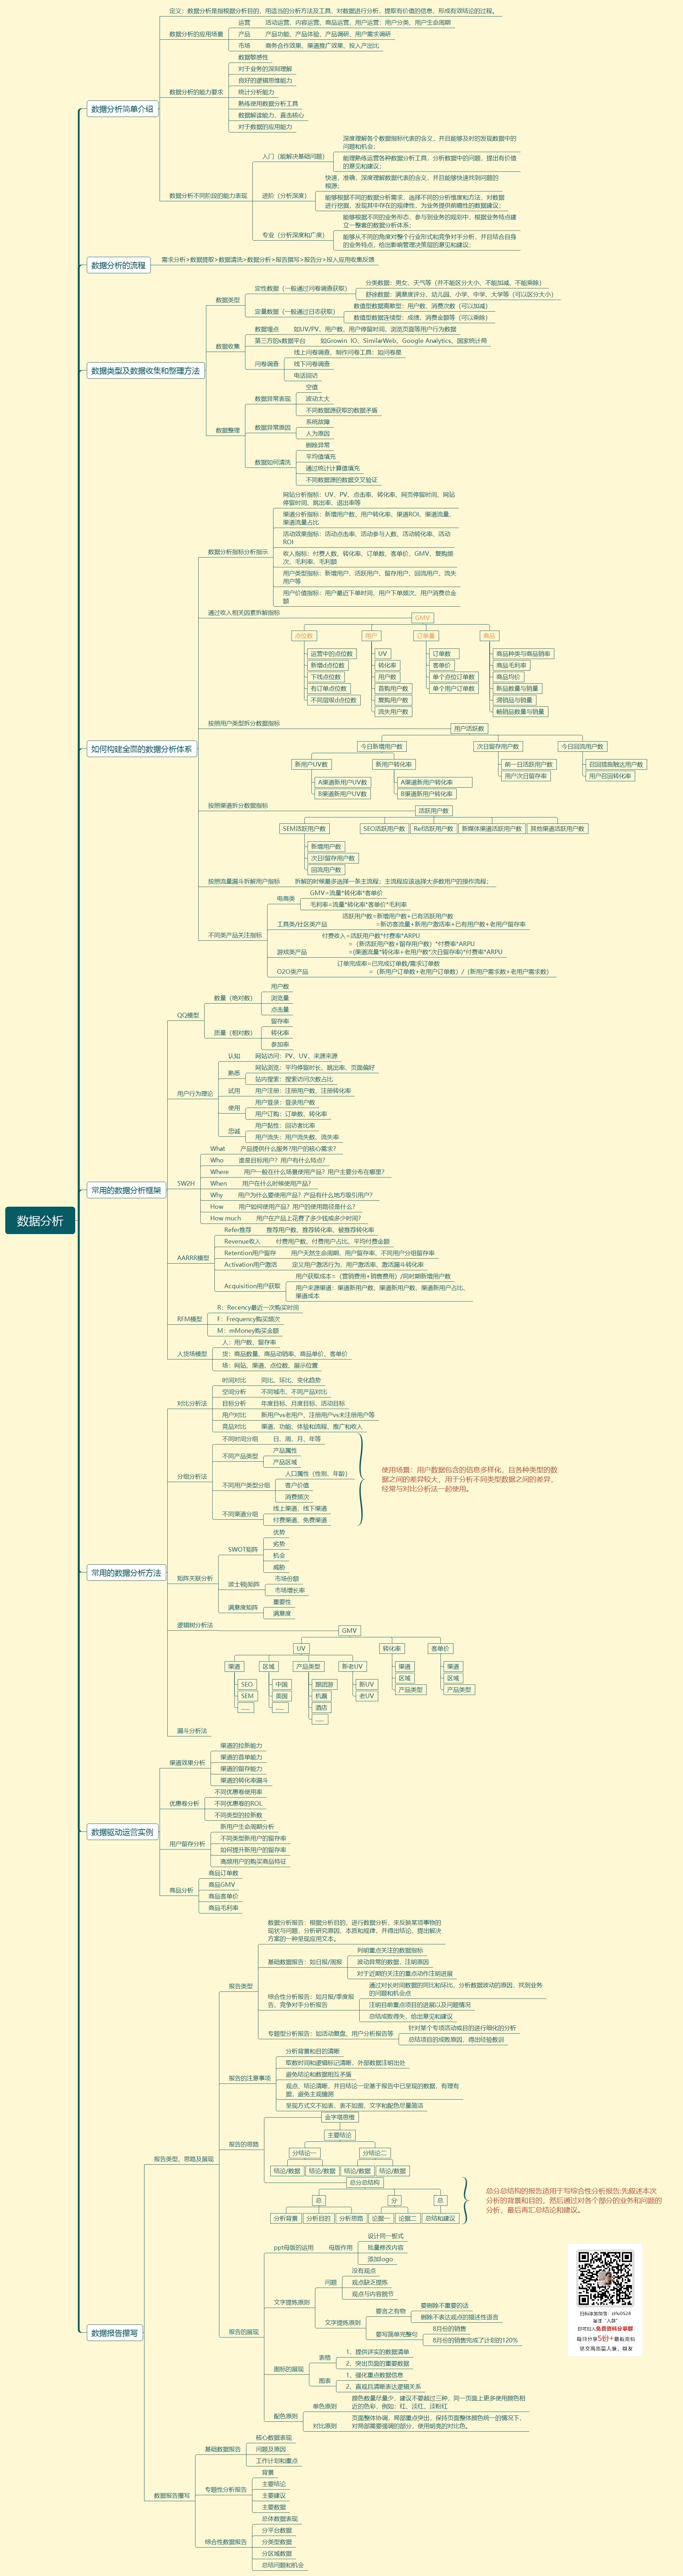 定义：数据分析是指根据分析目的，用适当的分析方法及工具，对数据进行分析，提取有价值的信息，形成有效结论的过程。
数据分析的应用场景
运营 活动运营、内容运营、商品运营、用户运营；用户分类、用户生命周期
产品 产品功能、产品体验、产品调研、用户需求调研
市场 商务合作效果、渠道推广效果、投入产出比
数据分析简单介绍
数据分析的能力要求
数据敏感性
对于业务的深刻理解
良好的逻辑思维能力
统计分析能力
熟练使用数据分析工具
数据解读能力，直击核心
对于数据的应用能力
数据分析不同阶段的能力表现
入门（能解决基础问题）
深度理解各个数据指标代表的含义，并且能够及时的发现数据中的
问题和机会；
能理熟练运营各种数据分析工具，分析数据中的问题，提出有价值
的意见和建议；
进阶（分析深度）
快速，准确，深度理解数据代表的含义，并且能够快速找到问题的
根源；
能够根据不同的数据分析需求，选择不同的分析维度和方法，对数据
进行挖掘，发现其中存在的规律性，为业务提供前瞻性的数据建议；
专业（分析深度和广度）
能够根据不同的业务形态，参与到业务的规划中，根据业务特点建
立一整套的数据分析体系；
能够从不同的角度对整个行业形式和竞争对手分析，并且结合自身
的业务特点，给出影响管理决策层的意见和建议；
数据分析的流程
需求分析>数据提取>数据清洗>数据分析>报告撰写>报告分>投入应用收集反馈
数据类型及数据收集和整理方法
数据类型
定性数据（一般通过问卷调查获取）
分类数据：男女、天气等（并不能区分大小，不能加减，不能乘除）
舒徐数据：满意度评分，幼儿园，小学，中学，大学等（可以区分大小）
定量数据（一般通过日志获取）
数值型数据离散型：用户数，消费次数（可以加减）
数值型数据连续型：成绩，消费金额等（可以乘除）
数据收集
数据埋点 如UV/PV、用户数、用户停留时间、浏览页面等用户行为数据
第三方的s数据平台 如Growin IO、SimilarWeb、Google Analytics、国家统计局
问卷调查
线上问卷调查，制作问卷工具：如问卷星
线下问卷调查
电话回访
数据整理
数据异常表现
空值
波动太大
不同数据源获取的数据矛盾
数据异常原因
系统故障
人为原因
数据如何清洗
删除异常
平均值填充
通过统计计算值填充
不同数据源的数据交叉验证
如何构建全面的数据分析体系
数据分析指标分析指示
网站分析指标：UV、PV、点击率、转化率、网页停留时间、网站
停留时间、跳出率、退出率等
渠道分析指标：新增用户数、用户转化率、渠道ROI、渠道流量、
渠道流量占比
活动效果指标：活动点击率、活动参与人数、活动转化率、活动
ROI
收入指标：付费人数、转化率、订单数、客单价、GMV、复购频
次、毛利率、毛利额
用户类型指标：新增用户、活跃用户、留存用户、回流用户、流失
用户等
用户价值指标：用户最近下单时间、用户下单频次、用户消费总金
额
通过收入相关因素拆解指标
GMV
点位数 用户 订单量 商品
运营中的点位数
新增d点位数
下线点位数
有订单点位数
不同层级d点位数
UV
转化率
用户数
首购用户数
复购用户数
流失用户数
订单数
客单价
单个点位订单数
单个用户订单数
商品种类与商品销率
商品毛利率
商品均价
新品数量与销量
滞销品与销量
畅销品数量与销量
按照用户类型拆分数据指标
用户活跃数
今日新增用户数 次日留存用户数 今日回流用户数
新用户UV数 新用户转化率
A渠道新用户UV数
B渠道新用户UV数
A渠道新用户转化率
B渠道新用户转化率
前一日活跃用户数
用户次日留存率
召回措施触达用户数
用户召回转化率
按照渠道拆分数据指标
活跃用户数
SEM活跃用户数 SEO活跃用户数 Ref活跃用户数 新媒体渠道活跃用户数 其他渠道活跃用户数
新增用户数
次日l留存用户数
回流用户数
按照流量漏斗拆解用户指标 拆解的时候最多选择一条主流程；主流程应该选择大多数用户的操作流程；
不同类产品关注指标
电商类
GMV=流量*转化率*客单价
毛利率=流量*转化率*客单价*毛利率
工具类/社区类产品
活跃用户数=新增用户数+已有活跃用户数
=新访客流量+新用户激活率+已有用户数+老用户留存率
游戏类产品
付费收入=活跃用户数*付费率*ARPU
=（新活跃用户数+留存用户数）*付费率*ARPU
=(渠道流量*转化率+老用户数*次日留存率)*付费率*ARPU
O2O类产品
订单完成率=已完成订单数/需求订单数
=（新用户订单数+老用户订单数）/（新用户需求数+老用户需求数）
数据分析
常用的数据分析框架
QQ模型
数量（绝对数）
用户数
浏览量
点击量
质量（相对数）
留存率
转化率
参加率
用户行为理论
认知 网站访问：PV、UV、来源来源
熟悉
网站浏览：平均停留时长、跳出率、页面偏好
站内搜索：搜索访问次数占比
试用 用户注册：注册用户数、注册转化率
使用
用户登录：登录用户数
用户订购：订单数、转化率
忠诚
用户黏性：回访者比率
用户流失：用户流失数、流失率
5W2H
What 产品提供什么服务?用户的核心需求？
Who 谁是目标用户？用户有什么特点？
Where 用户一般在什么场景使用产品？用户主要分布在哪里？
When 用户在什么时候使用产品？
Why 用户为什么要使用产品？产品有什么地方吸引用户？
How 用户如何使用产品？用户的使用路径是什么？
How much 用户在产品上花费了多少钱或多少时间？
AARRR模型
Refer推荐 推荐用户数、推荐转化率、被推荐转化率
Revenue收入 付费用户数、付费用户占比、平均付费金额
Retention用户留存 用户天然生命周期、用户留存率、不同用户分组留存率
Activation用户激活 定义用户激活行为、用户激活率、激活漏斗转化率
Acquisition用户获取
用户获取成本=（营销费用+销售费用）/同时期新增用户数
用户来源渠道：渠道新用户数、渠道新用户数、渠道新用户占比、
渠道成本
RFM模型
R：Recency最近一次购买时间
F：Frequency购买频次
M：mMoney购买金额
人货场模型
人：用户数、留存率
货：商品数量、商品动销率、商品单价、客单价
场：网站、渠道、点位数、展示位置
常用的数据分析方法
对比分析法
时间对比 同比、环比、变化趋势
空间分析 不同城市、不同产品对比
目标分析 年度目标、月度目标、活动目标
用户对比 新用户vs老用户、注册用户vs未注册用户等
竞品对比 渠道、功能、体验和流程、推广和收入
分组分析法
不同时间分组 日、周、月、年等
不同产品类型
产品属性
产品区域
不同用户类型分组
人口属性（性别、年龄）
客户价值
消费频次
不同渠道分组
线上渠道、线下渠道
付费渠道、免费渠道
使用场景：用户数据包含的信息多样化，且各种类型的数
据之间的差异较大，用于分析不同类型数据之间的差异，
经常与对比分析法一起使用。
矩阵关联分析
SWOT矩阵
优势
劣势
机会
威胁
波士顿j矩阵
市场份额
市场增长率
满意度矩阵
重要性
满意度
逻辑树分析法
GMV
UV 转化率 客单价
渠道 区域 产品类型 新老UV
SEO
SEM
......
中国
美国
......
跟团游
机票
酒店
......
新UV
老UV
渠道
区域
产品类型
渠道
区域
产品类型
漏斗分析法
数据驱动运营实例
渠道效果分析
渠道的拉新能力
渠道的首单能力
渠道的留存能力
渠道的转化率漏斗
优惠卷分析
不同优惠卷使用率
不同优惠卷的ROL
不同类型的拉新数
用户留存分析
新用户生命周期分析
不同类型新用户的留存率
如何提升新用户的留存率
高端用户的购买商品特征
商品分析
商品订单数
商品GMV
商品客单价
商品毛利率
数据报告撰写
报告类型、思路及展现
报告类型
数据分析报告：根据分析目的，进行数据分析，来反映某项事物的
现状与问题，分析研究原因，本质和规律，并得出结论，提出解决
方案的一种呈现应用文本。
基础数据报告：如日报/周报
列明重点关注的数据指标
波动异常的数据，注明原因
对于近期的关注的重点动作注明进展
综合性分析报告：如月报/季度报
告，竞争对手分析报告
通过对长时间数据的同比和环比，分析数据波动的原因，找到业务
的问题和机会点
注明目前重点项目的进展以及问题情况
总结成败得失，给出意见和建议
专题型分析报告：如活动复盘，用户分析报告等
针对某个专项活动或目的进行细化的分析
总结项目的成败原因，得出经验教训
报告的注意事项
分析背景和目的清晰
取数时间和逻辑标记清晰，外部数据注明出处
避免结论和数据相互矛盾
观点，结论清晰，并且结论一定基于报告中已呈现的数据，有理有
据，避免主观臆测
呈现方式文不如表，表不如图，文字和配色尽量简洁
报告的思路
金字塔思维
主要结论
分结论一 分结论二
结论/数据 结论/数据 结论/数据 结论/数据
总分总结构
总 分 总
分析背景 分析目的 分析思路 论据一 论据二 总结和建议
总分总结构的报告适用于写综合性分析报告;先叙述本次
分析的背景和目的，然后通过对各个部分的业务和问题的
分析，最后再汇总结论和建议。
报告的展现
ppt母版的运用 母版作用
设计同一板式
批量修改内容
添加logo
文字提炼原则
问题
没有观点
观点缺乏提炼
观点与内容脱节
文字提炼原则
要言之有物
要删除不重要的话
删除不表达观点的描述性语言
要写简单完整句
8月份的销售
8月份的销售完成了计划的120%
图标的展现
表格
1、提供详实的数据清单
2、突出页面的重要数据
图表
1、强化重点数据信息
2、直观且清晰表达逻辑关系
配色原则
单色原则
颜色数量尽量少，建议不要超过三种，同一页面上更多使用颜色相
近的色彩，例如：红、淡红、淡粉红
对比原则
页面整体协调，局部重点突出，保持页面整体颜色统一的情况下，
对局部需要强调的部分，使用明亮的对比色。
数据报告撰写
基础数据报告
核心数据表现
问题及原因
工作计划和重点
专题性分析报告
背景
主要结论
主要建议
主要数据
综合性数据报告
总体数据表现
分平台数据
分类型数据
分区域数据
总结问题和机会
扫码添加微信：zlfx0524
备注“入群”
即可加入免费资料分享群
每日分享5份+最新资料